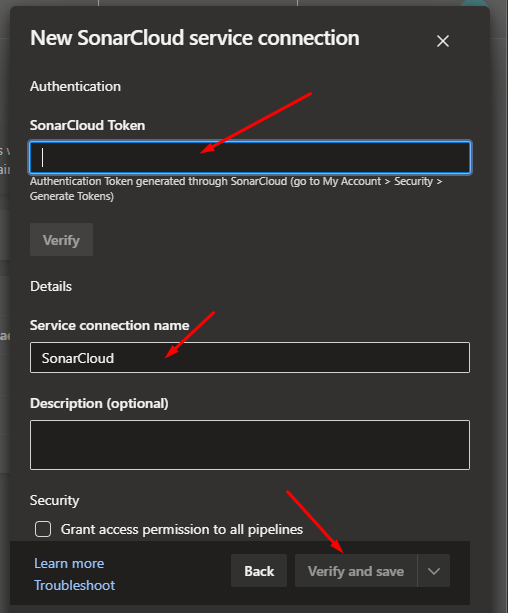 New SonarCloud service connection
Authentication
SonarCloud Token
Authentication Token generated through SonarCloud (go to My Account > Security >
Generate Tokens)
Verify
Details
Service connection name
SonarCloud
Description (optional)
Security
Grant access permission to all pipelines
Learn more
Troubleshoot
Back
Verify and save